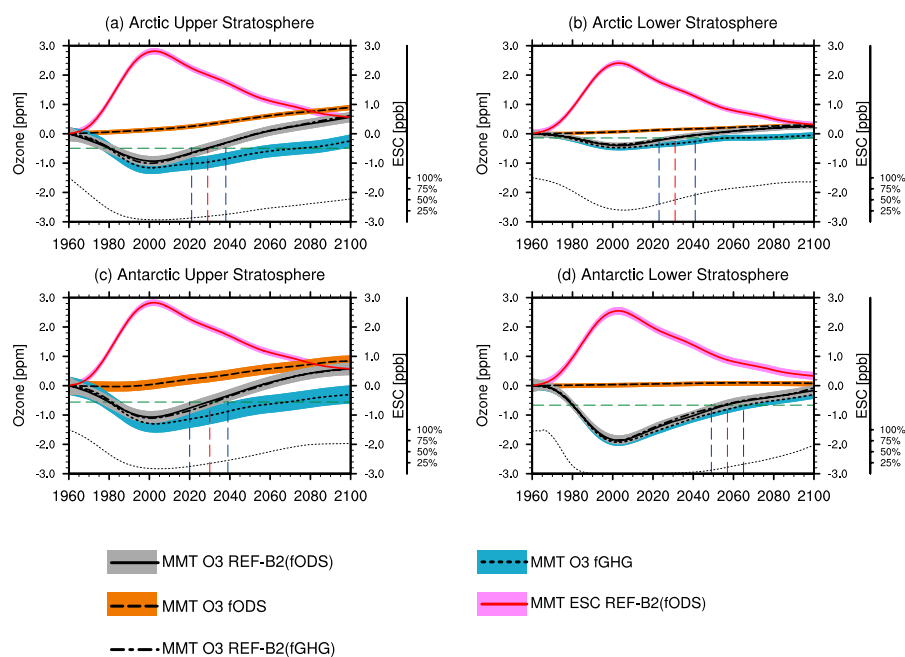 (a) Arctic Upper Stratosphere
(b) Arctic Lower Stratosphere
3.0 3.0 3.0 3.0
2.0 2.0 2.0 2.0
1.0 1.0 1.0 1.0
0.0 0.0 0.0 0.0
-1.0 -1.0 -1.0 -1.0
-2.0 -2.0 -2.0 -2.0
-3.0 -3.0 -3.0 -3.0
Ozone [ppm] ESC [ppb] Ozone [ppm] ESC [ppb]
100% 100%
75% 75%
50% 50%
25% 25%
1960 1980 2000 2020 2040 2060 2080 2100
1960 1980 2000 2020 2040 2060 2080 2100
(c) Antarctic Upper Stratosphere
(d) Antarctic Lower Stratosphere
3.0 3.0 3.0 3.0
2.0 2.0 2.0 2.0
1.0 1.0 1.0 1.0
0.0 0.0 0.0 0.0
-1.0 -1.0 -1.0 -1.0
-2.0 -2.0 -2.0 -2.0
-3.0 -3.0 -3.0 -3.0
Ozone [ppm] ESC [ppb] Ozone [ppm] ESC [ppb]
100% 100%
75% 75%
50% 50%
25% 25%
1960 1980 2000 2020 2040 2060 2080 2100
1960 1980 2000 2020 2040 2060 2080 2100
MMT O3 REF-B2(fODS)
MMT O3 fGHG
MMT O3 fODS
MMT ESC REF-B2(fODS)
MMT O3 REF-B2(fGHG)